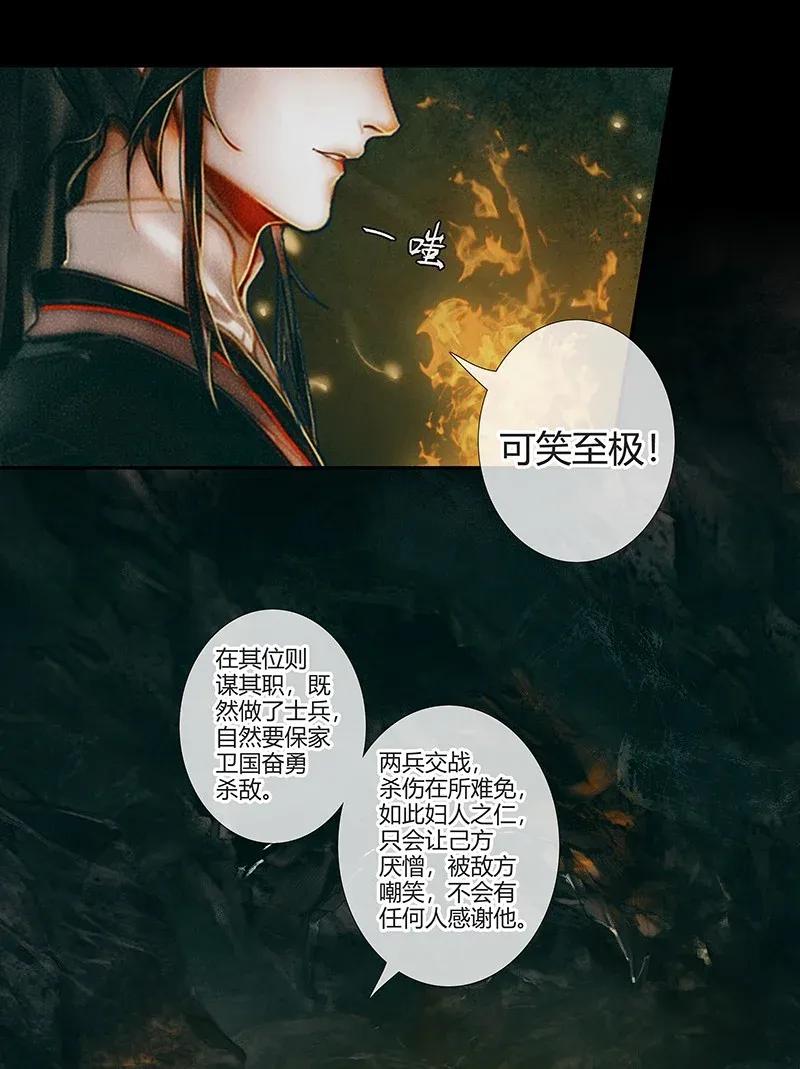 一嗤
可笑至极！
在其位则
谋其职，既
然做了士兵，
自然要保家
卫国奋勇
杀敌。
两兵交战，
杀伤在所难免，
如此妇人之仁，
只会让己方
厌憎，被敌方
嘲笑，不会有
任何人感谢他。